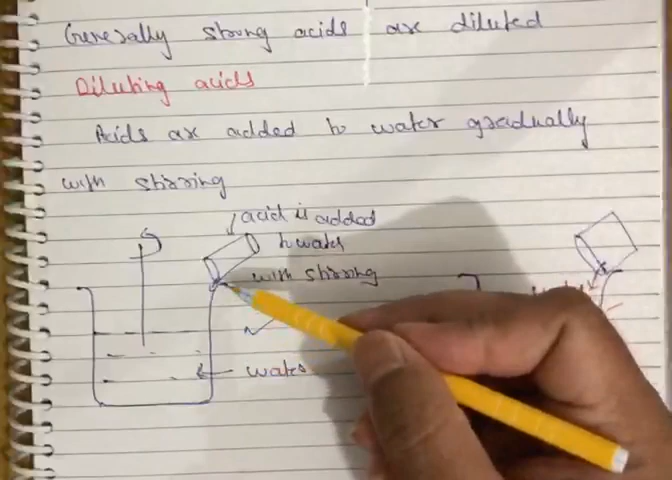 Generally strong acids are diluted
Diluting acids
Acids are added to water gradually
with stirring
acid is added
to water
with stirring
water